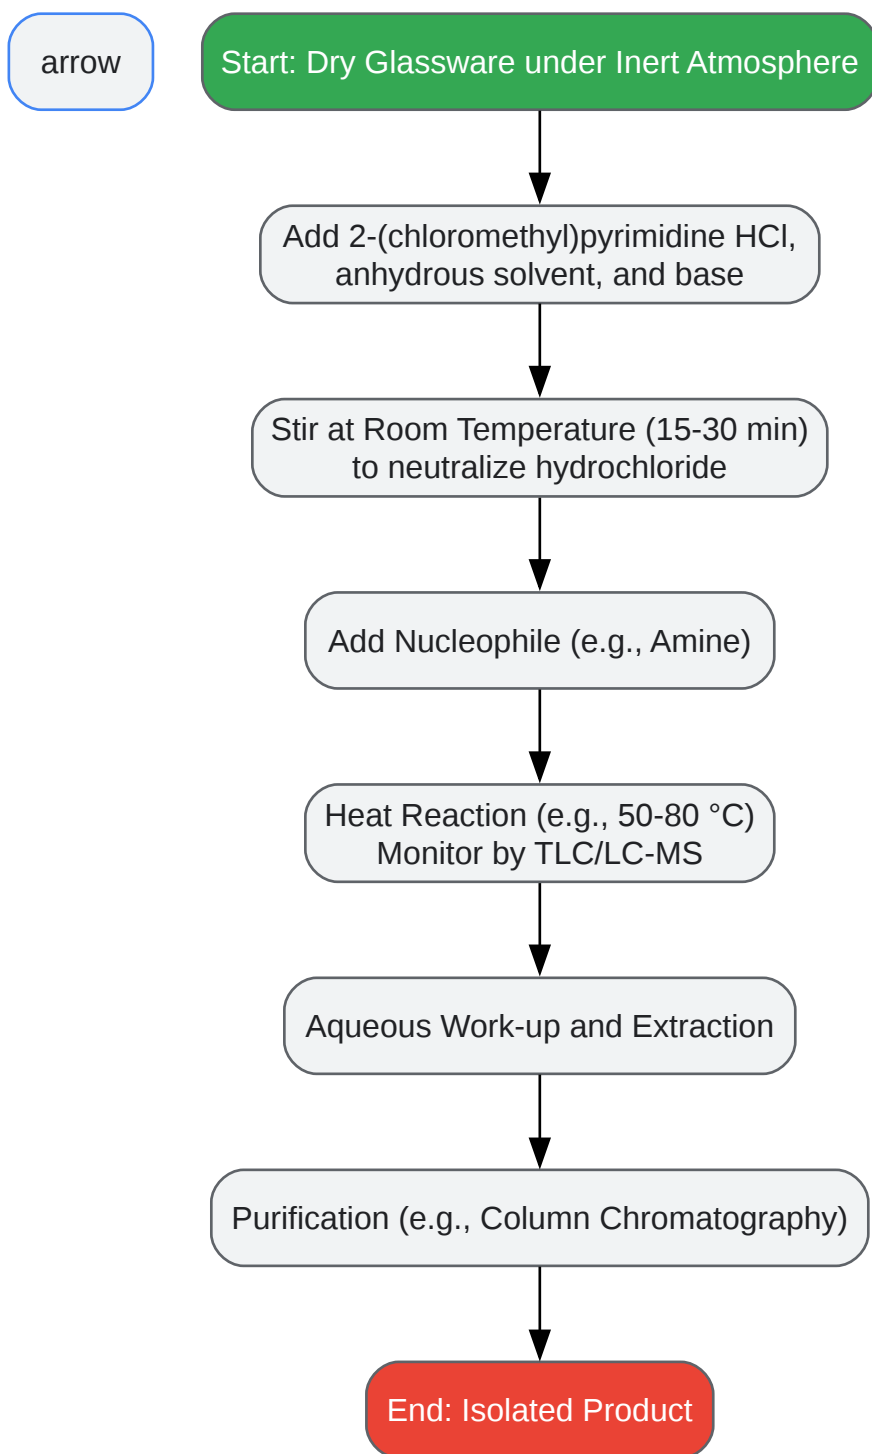 arrow
Start: Dry Glassware under Inert Atmosphere
Add 2-(chloromethyl)pyrimidine HCl,
anhydrous solvent, and base
Stir at Room Temperature (15-30 min)
to neutralize hydrochloride
Add Nucleophile (e.g., Amine)
Heat Reaction (e.g., 50-80 °C)
Monitor by TLC/LC-MS
Aqueous Work-up and Extraction
Purification (e.g., Column Chromatography)
End: Isolated Product